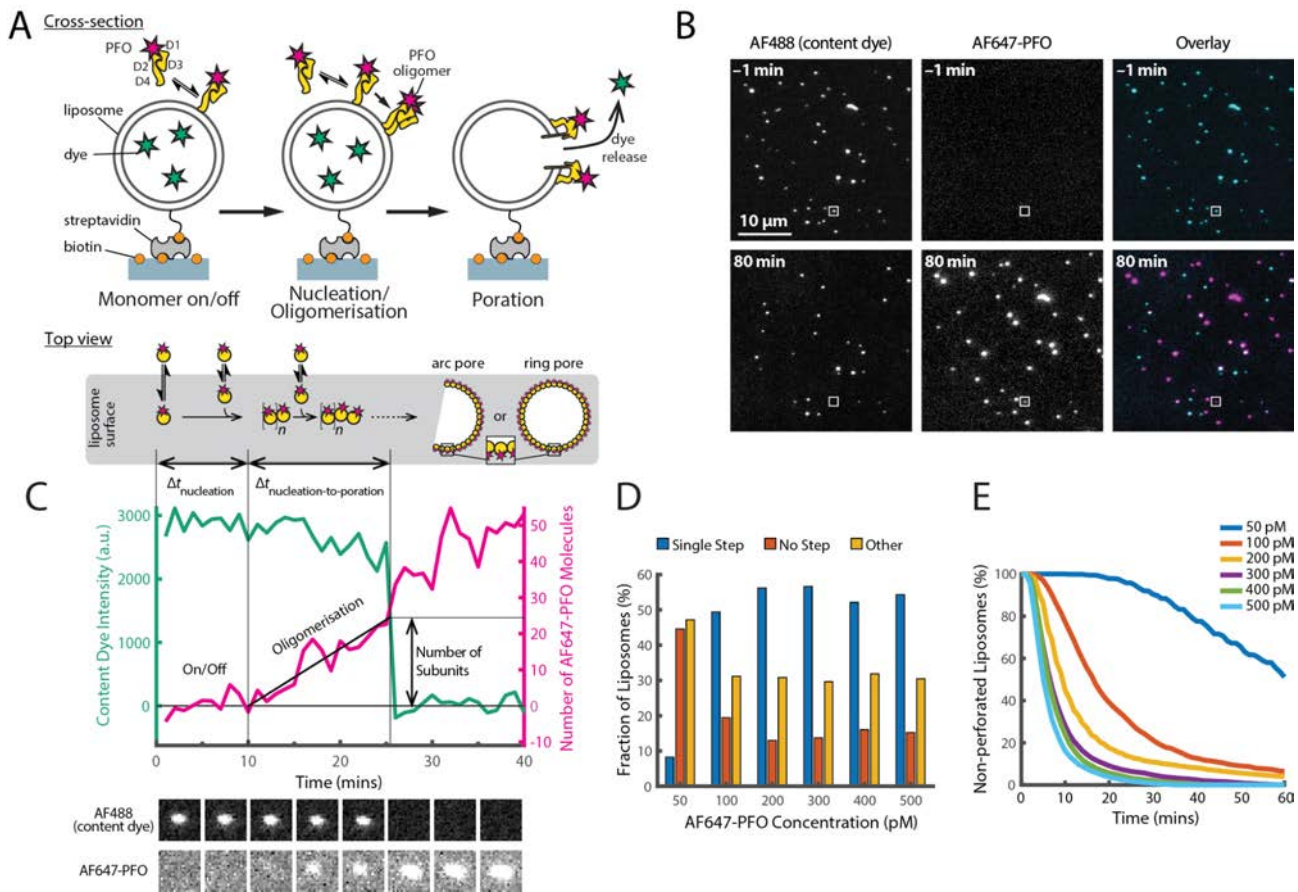 A
Cross-section
PFO
D1
D2
D3
D4
PFO
oligomer
liposome
dye
dye
release
streptavidin
biotin
Monomer on/off
Nucleation/
Oligomerisation
Poration
Top view
arc pore
ring pore
liposome
surface
n
n
or
Δt nucleation
Δt nucleation-to-poration
B
AF488 (content dye)
AF647-PFO
Overlay
–1 min
–1 min
–1 min
10 µm
80 min
80 min
80 min
C
Content Dye Intensity (a.u.)
3000
2000
1000
0
On/Off
Oligomerisation
Number of
Subunits
50
40
30
20
10
0
-10
Number of AF647-PFO Molecules
0
10
20
30
40
Time (mins)
AF488
(content dye)
AF647-PFO
D
Single Step
No Step
Other
Fraction of Liposomes (%)
60
50
40
30
20
10
0
50
100
200
300
400
500
AF647-PFO Concentration (pM)
E
50 pM
100 pM
200 pM
300 pM
400 pM
500 pM
Non-perforated Liposomes (%)
100
80
60
40
20
0
0
10
20
30
40
50
60
Time (mins)